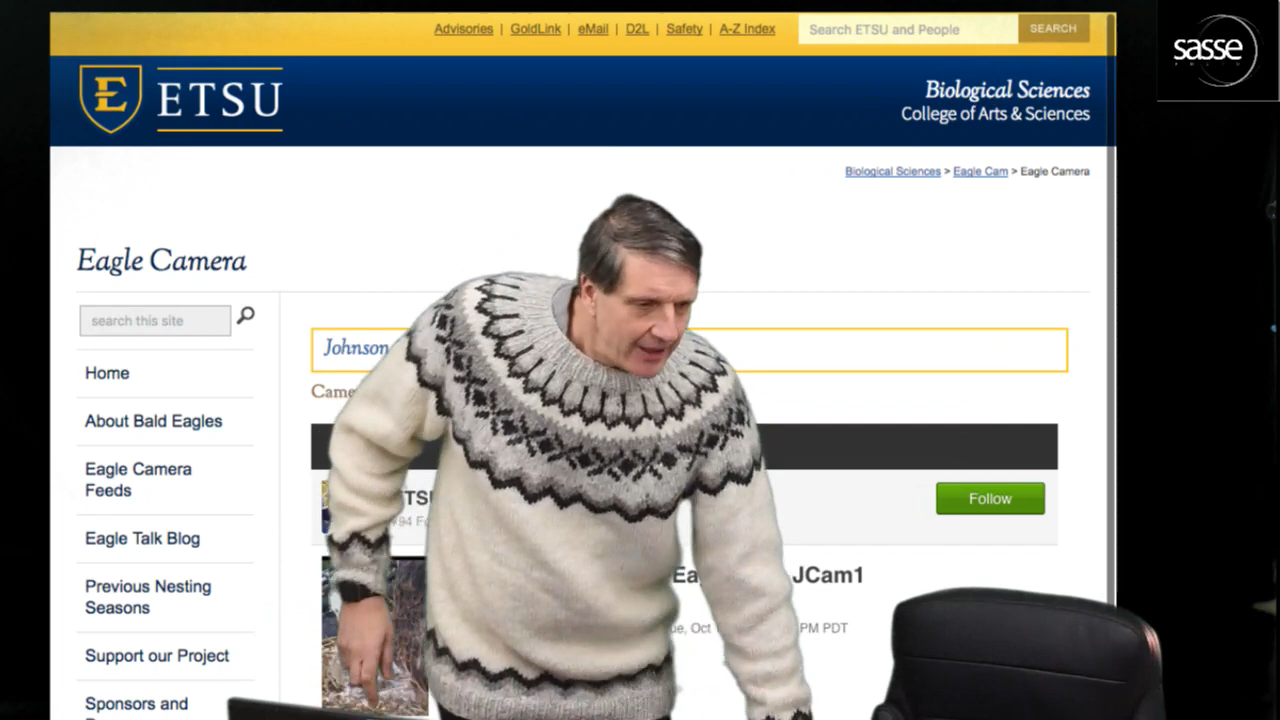 Advisories | GoldLink | eMail | D2L | Safety | A-Z Index
Search ETSU and People
SEARCH
sasse
E ETSU
Biological Sciences
College of Arts & Sciences
Biological Sciences > Eagle Cam > Eagle Camera
Eagle Camera
search this site
Johnson
Home
About Bald Eagles
Eagle Camera
Feeds
Eagle Talk Blog
Previous Nesting
Seasons
Support our Project
Sponsors and
Follow
JCam1
Oct
PM PDT